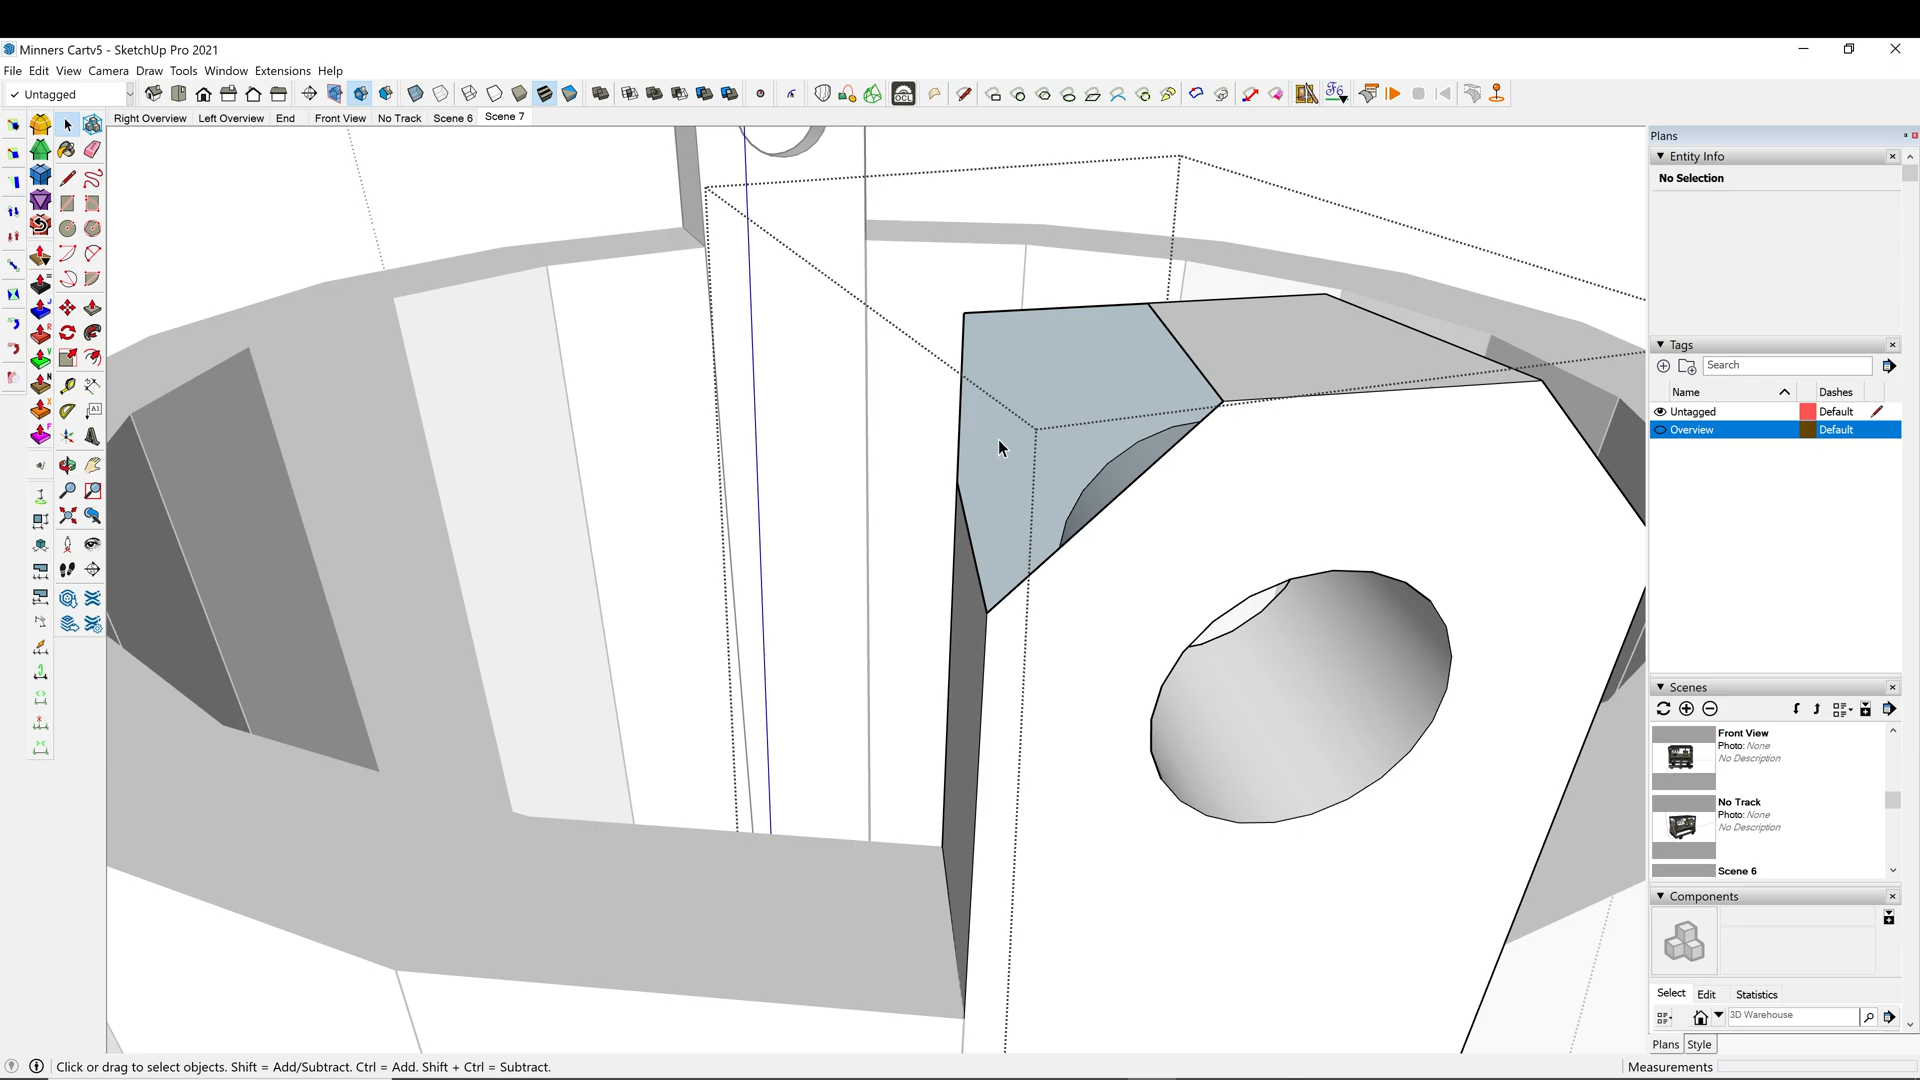 Minners Cartv5 - SketchUp Pro 2021
File Edit View Camera Draw Tools Window Extensions Help
✓ Untagged
OCL
F6
Right Overview Left Overview End Front View No Track Scene 6 Scene 7
Plans
Entity Info
No Selection
Tags
Search
Name Dashes
Untagged Default
Overview Default
Scenes
Front View
Photo: None
No Description
No Track
Photo: None
No Description
Scene 6
Components
Select Edit Statistics
3D Warehouse
Plans Style
Click or drag to select objects. Shift = Add/Subtract. Ctrl = Add. Shift + Ctrl = Subtract.
Measurements